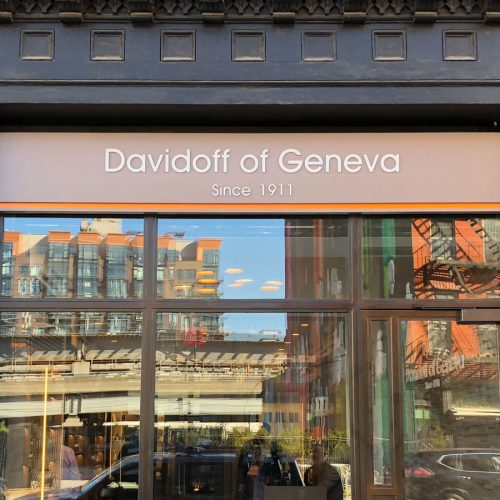 Davidoff of Geneva
Since 1911